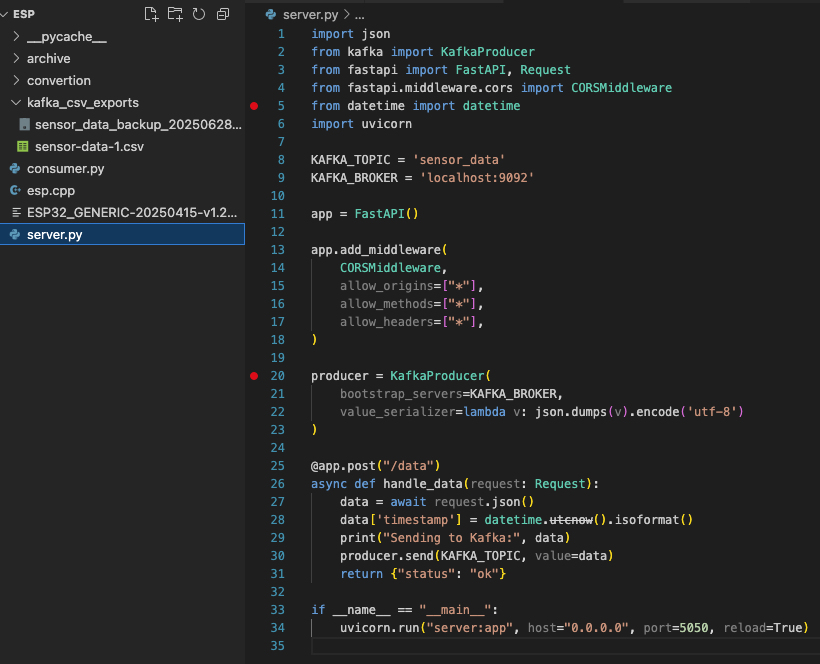 ESP
__pycache__
archive
convertion
kafka_csv_exports
sensor_data_backup_20250628...
sensor-data-1.csv
consumer.py
esp.cpp
ESP32_GENERIC-20250415-v1.2...
server.py
server.py > ...
1 import json
2 from kafka import KafkaProducer
3 from fastapi import FastAPI, Request
4 from fastapi.middleware.cors import CORSMiddleware
5 from datetime import datetime
6 import uvicorn
7
8 KAFKA_TOPIC = 'sensor_data'
9 KAFKA_BROKER = 'localhost:9092'
10
11 app = FastAPI()
12
13 app.add_middleware(
14     CORSMiddleware,
15     allow_origins=["*"],
16     allow_methods=["*"],
17     allow_headers=["*"],
18 )
19
20 producer = KafkaProducer(
21     bootstrap_servers=KAFKA_BROKER,
22     value_serializer=lambda v: json.dumps(v).encode('utf-8')
23 )
24
25 @app.post("/data")
26 async def handle_data(request: Request):
27     data = await request.json()
28     data['timestamp'] = datetime.utcnow().isoformat()
29     print("Sending to Kafka:", data)
30     producer.send(KAFKA_TOPIC, value=data)
31     return {"status": "ok"}
32
33 if __name__ == "__main__":
34     uvicorn.run("server:app", host="0.0.0.0", port=5050, reload=True)
35